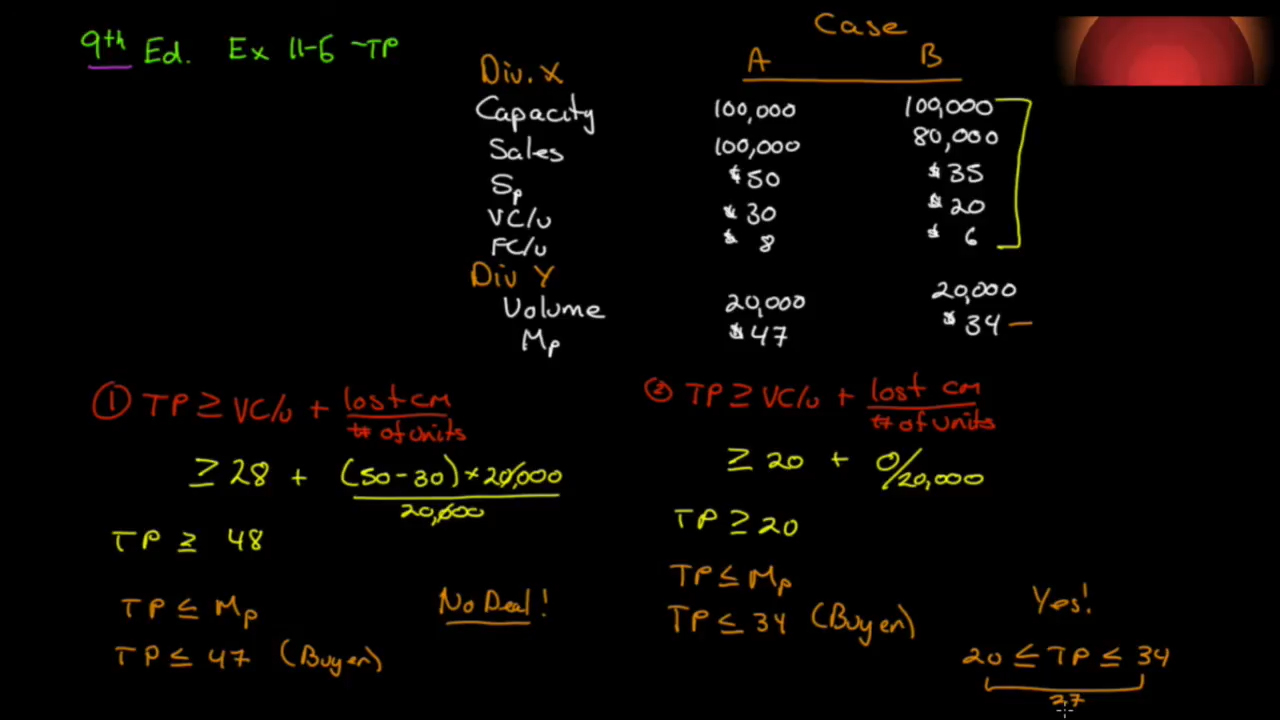 9th Ed. Ex 11-6 ~TP
Case
A B
Div. X
Capacity 100,000 100,000
Sales 100,000 80,000
Sp $50 $35
VC/u $30 $20
FC/u $8 $6
Div Y
Volume 20,000 20,000
Mp $47 $34
① TP ≥ VC/u + lost CM / # of units
≥ 28 + (50-30) × 20,000 / 20,000
TP ≥ 48
TP ≤ Mp
TP ≤ 47 (Buyer)
No Deal!
② TP ≥ VC/u + lost CM / # of units
≥ 20 + 0/20,000
TP ≥ 20
TP ≤ Mp
TP ≤ 34 (Buyer)
Yes!
20 ≤ TP ≤ 34
27